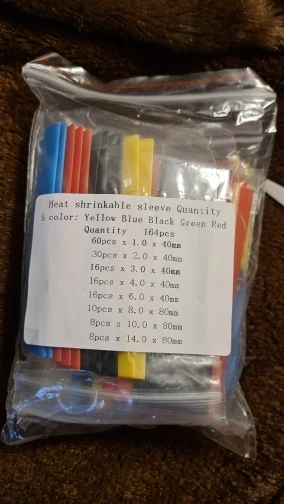 Heat shrinkable sleeve Quantity
5 color: Yellow Blue Black Green Red
Quantity 164pcs
60pcs x 1.0 x 40mm
30pcs x 2.0 x 40mm
16pcs x 3.0 x 40mm
16pcs x 4.0 x 40mm
16pcs x 6.0 x 40mm
10pcs x 8.0 x 80mm
8pcs x 10.0 x 80mm
8pcs x 14.0 x 80mm